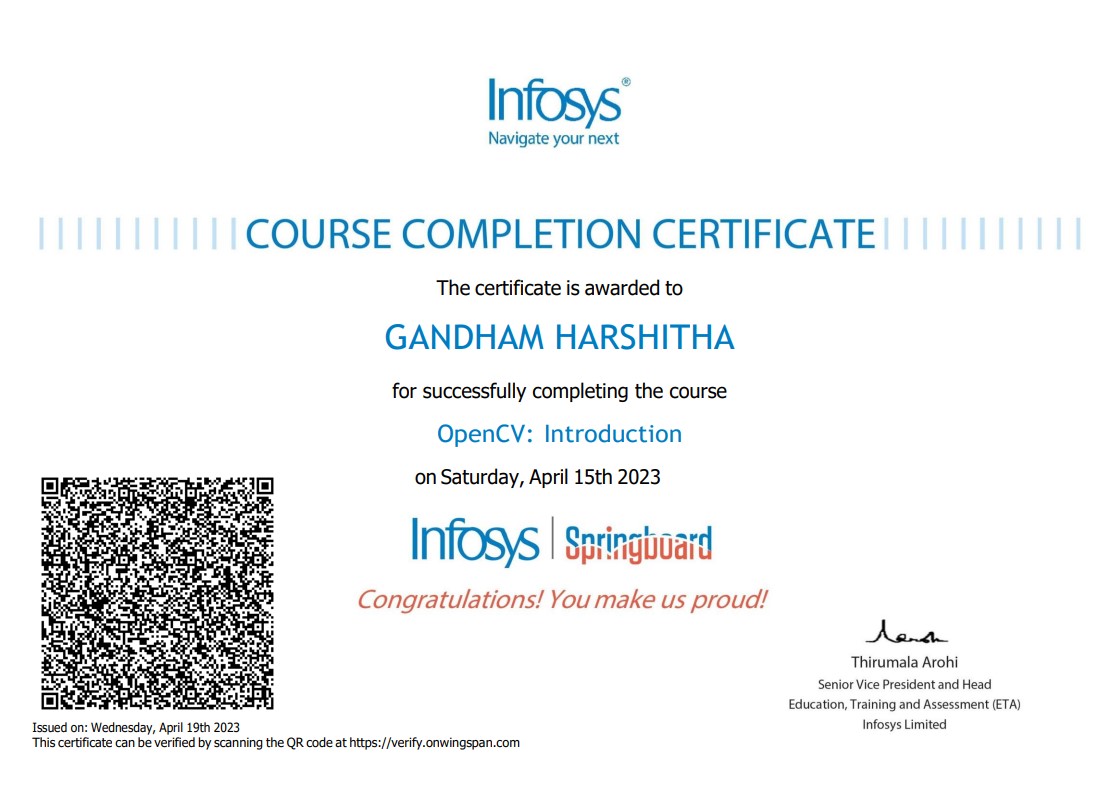 Infosys®
Navigate your next
COURSE COMPLETION CERTIFICATE
The certificate is awarded to
GANDHAM HARSHITHA
for successfully completing the course
OpenCV: Introduction
on Saturday, April 15th 2023
Infosys | Springboard
Congratulations! You make us proud!
Thirumala Arohi
Senior Vice President and Head
Education, Training and Assessment (ETA)
Infosys Limited
Issued on: Wednesday, April 19th 2023
This certificate can be verified by scanning the QR code at https://verify.onwingspan.com